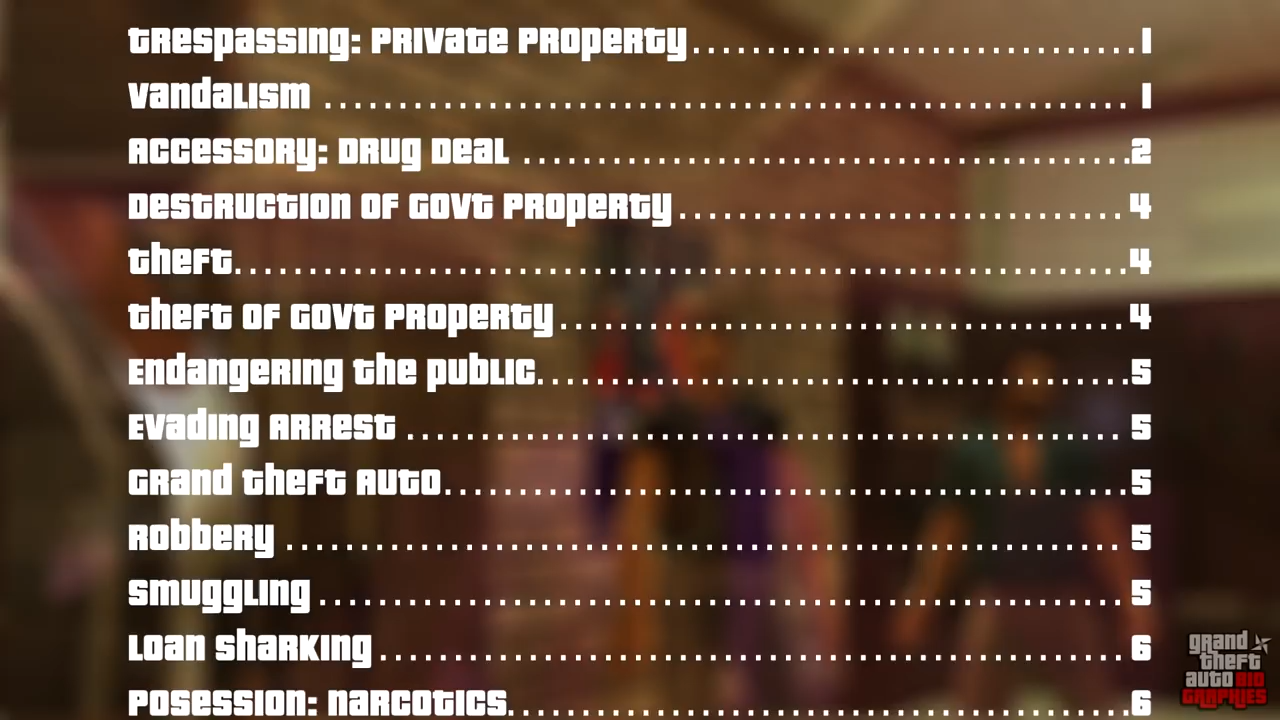 TRESPASSING: PRIVATE PROPERTY............................1
VANDALISM ....................................................1
ACCESSORY: DRUG DEAL .......................................2
DESTRUCTION OF GOVT PROPERTY.............................4
THEFT.........................................................4
THEFT OF GOVT PROPERTY.....................................4
ENDANGERING THE PUBLIC......................................5
EVADING ARREST ..............................................5
GRAND THEFT AUTO............................................5
ROBBERY ......................................................5
SMUGGLING ...................................................5
LOAN SHARKING................................................6
POSESSION: NARCOTICS........................................6
grand
theft
auto BIO
GRAPHIES